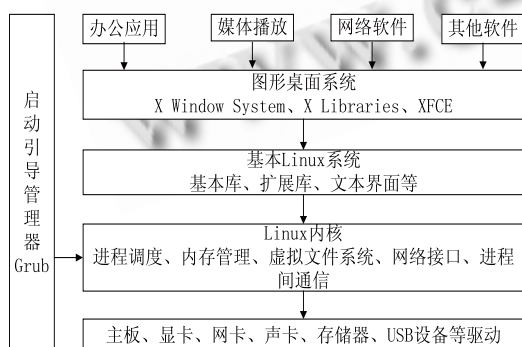 办公应用
媒体播放
网络软件
其他软件
图形桌面系统
X Window System、X Libraries、XFCE
启动引导管理器
Grub
基本Linux系统
基本库、扩展库、文本界面等
Linux内核
进程调度、内存管理、虚拟文件系统、网络接口、进程
间通信
主板、显卡、网卡、声卡、存储器、USB设备等驱动